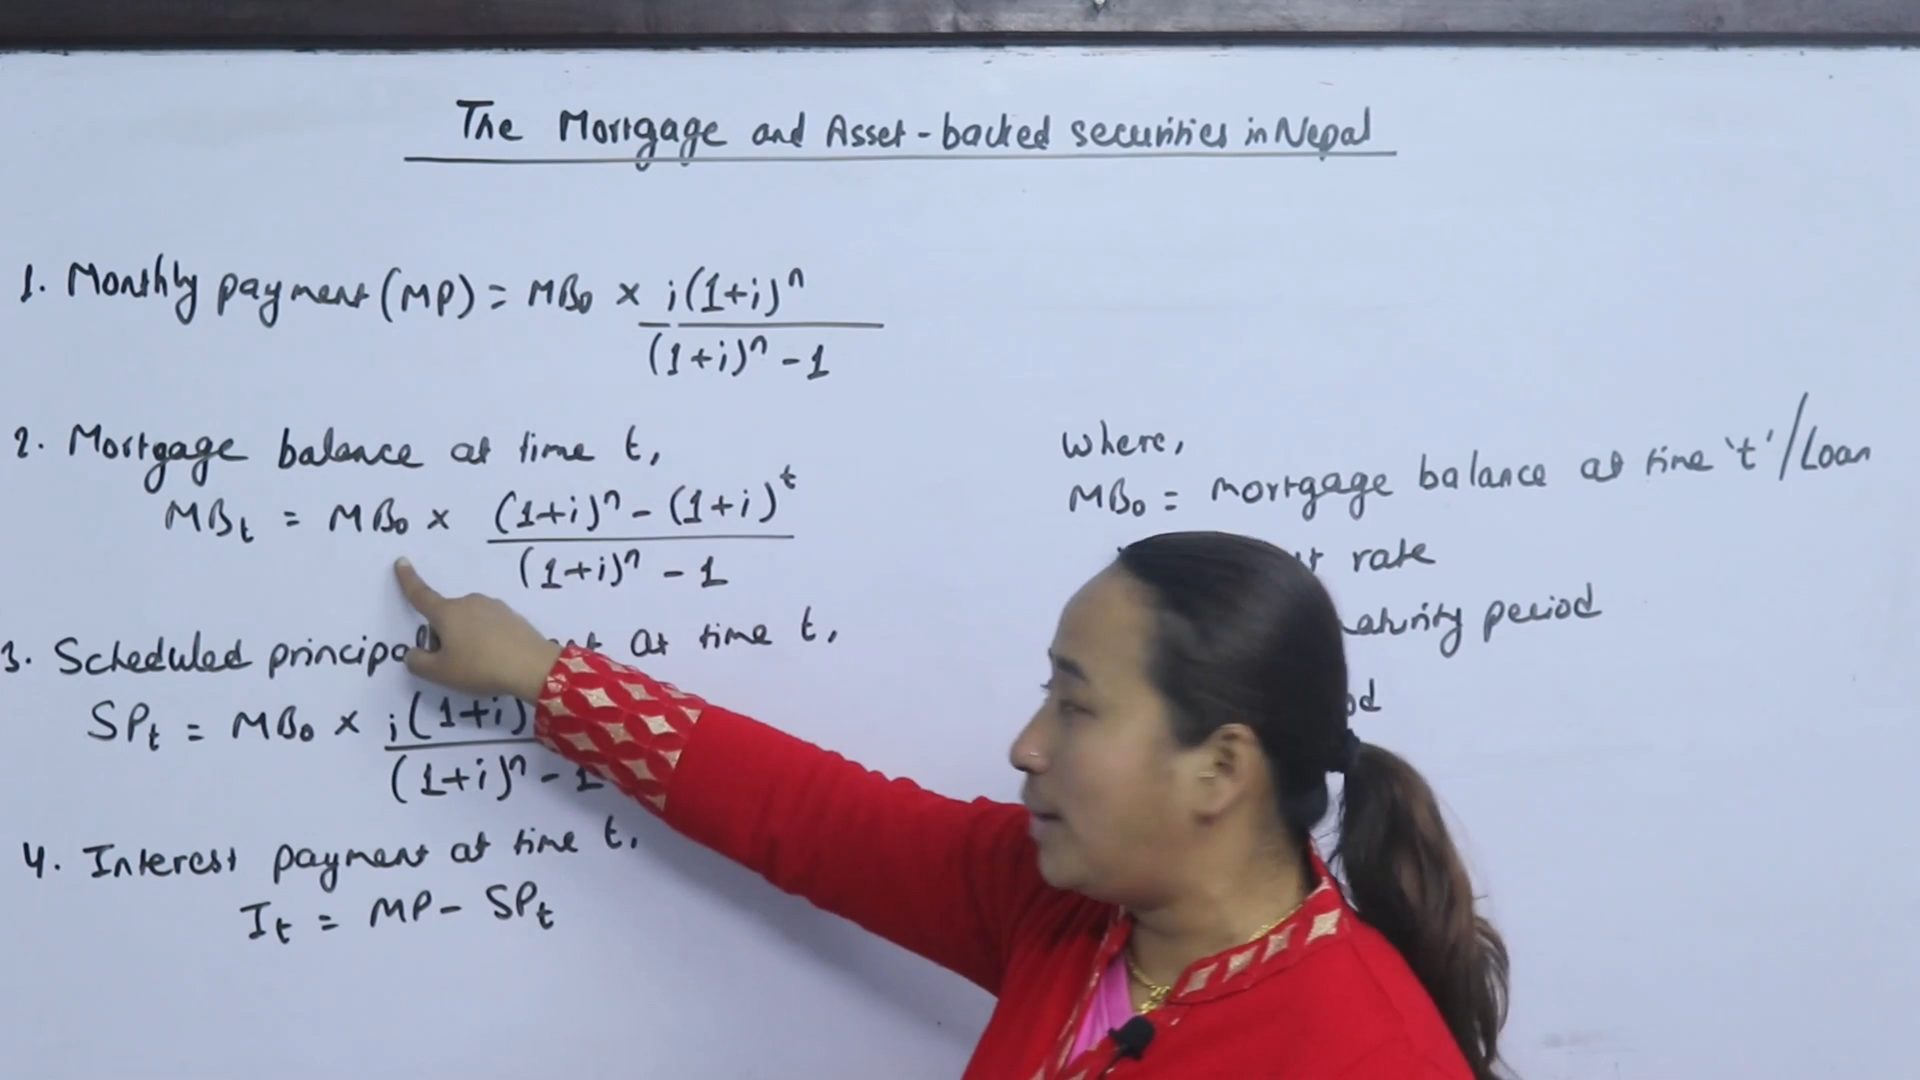 The Mortgage and Asset-backed securities in Nepal
1. Monthly payment (MP) = MB₀ × i(1+i)ⁿ
(1+i)ⁿ - 1
2. Mortgage balance at time t,
MBₜ = MB₀ × (1+i)ⁿ - (1+i)ᵗ
(1+i)ⁿ - 1
3. Scheduled principal at time t,
SPₜ = MB₀ × i(1+i)
(1+i)ⁿ - 1
4. Interest payment at time t,
Iₜ = MP - SPₜ
where,
MB₀ = mortgage balance at time 't'/Loan
rate
period